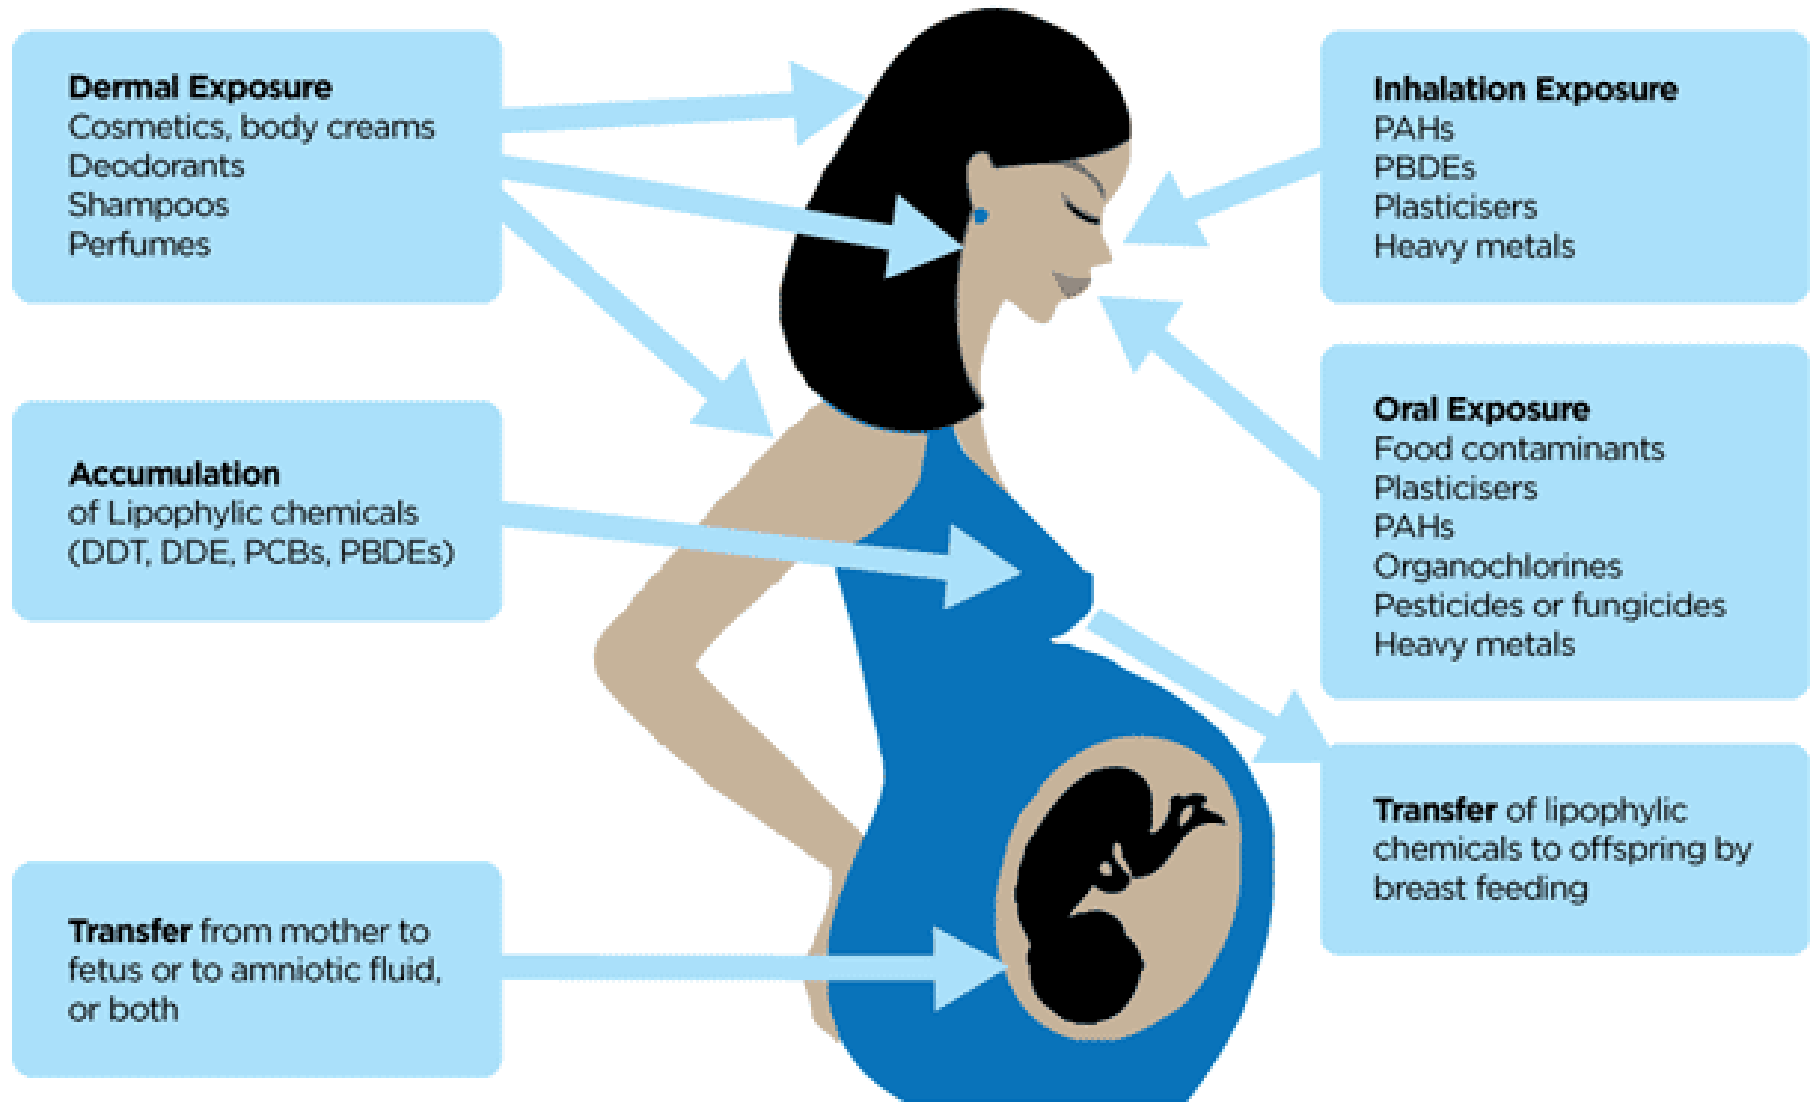 Dermal Exposure
Cosmetics, body creams
Deodorants
Shampoos
Perfumes
Accumulation
of Lipophylic chemicals
(DDT, DDE, PCBs, PBDEs)
Transfer from mother to
fetus or to amniotic fluid,
or both
Inhalation Exposure
PAHs
PBDEs
Plasticisers
Heavy metals
Oral Exposure
Food contaminants
Plasticisers
PAHs
Organochlorines
Pesticides or fungicides
Heavy metals
Transfer of lipophylic
chemicals to offspring by
breast feeding